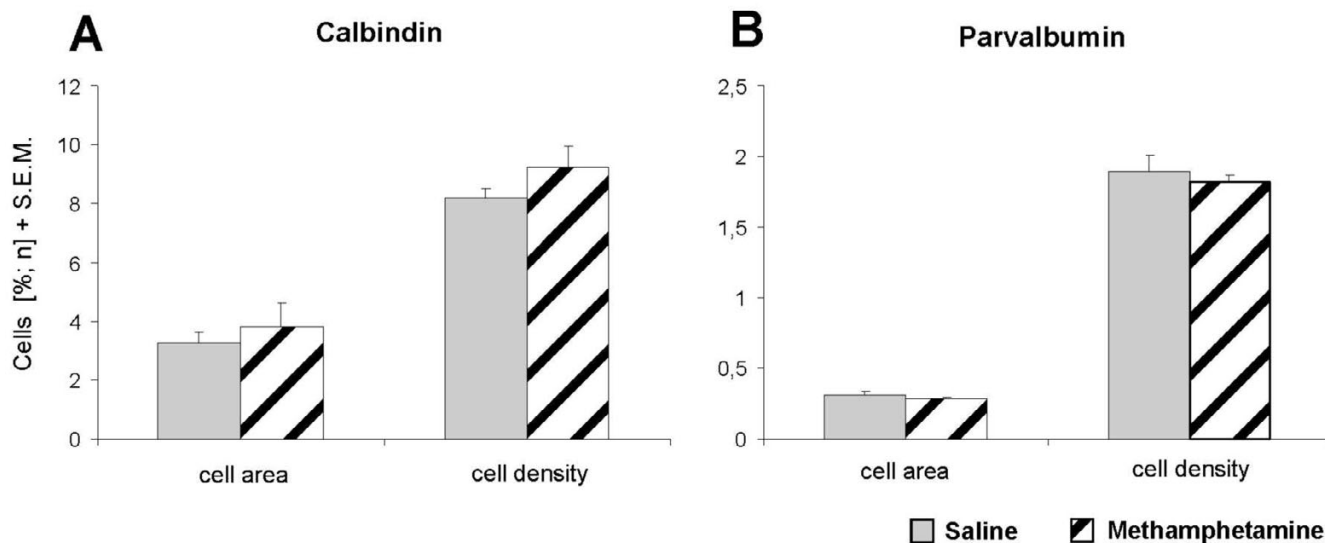 A
Calbindin
Cells [%; n] + S.E.M.
12
10
8
6
4
2
0
cell area
cell density
B
Parvalbumin
2,5
2
1,5
1
0,5
0
cell area
cell density
Saline
Methamphetamine